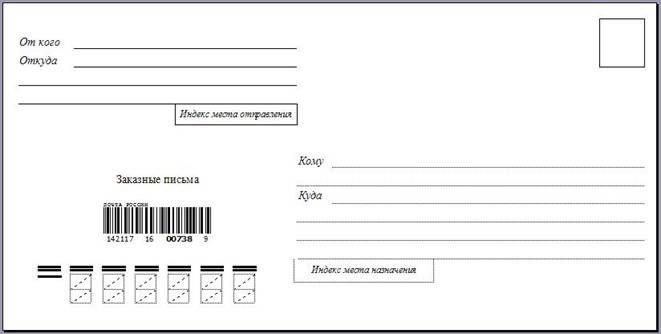 От кого
Откуда
Индекс места отправления
Заказные письма
ПОЧТА РОССИИ
142117 16 00738 9
Кому
Куда
Индекс места назначения